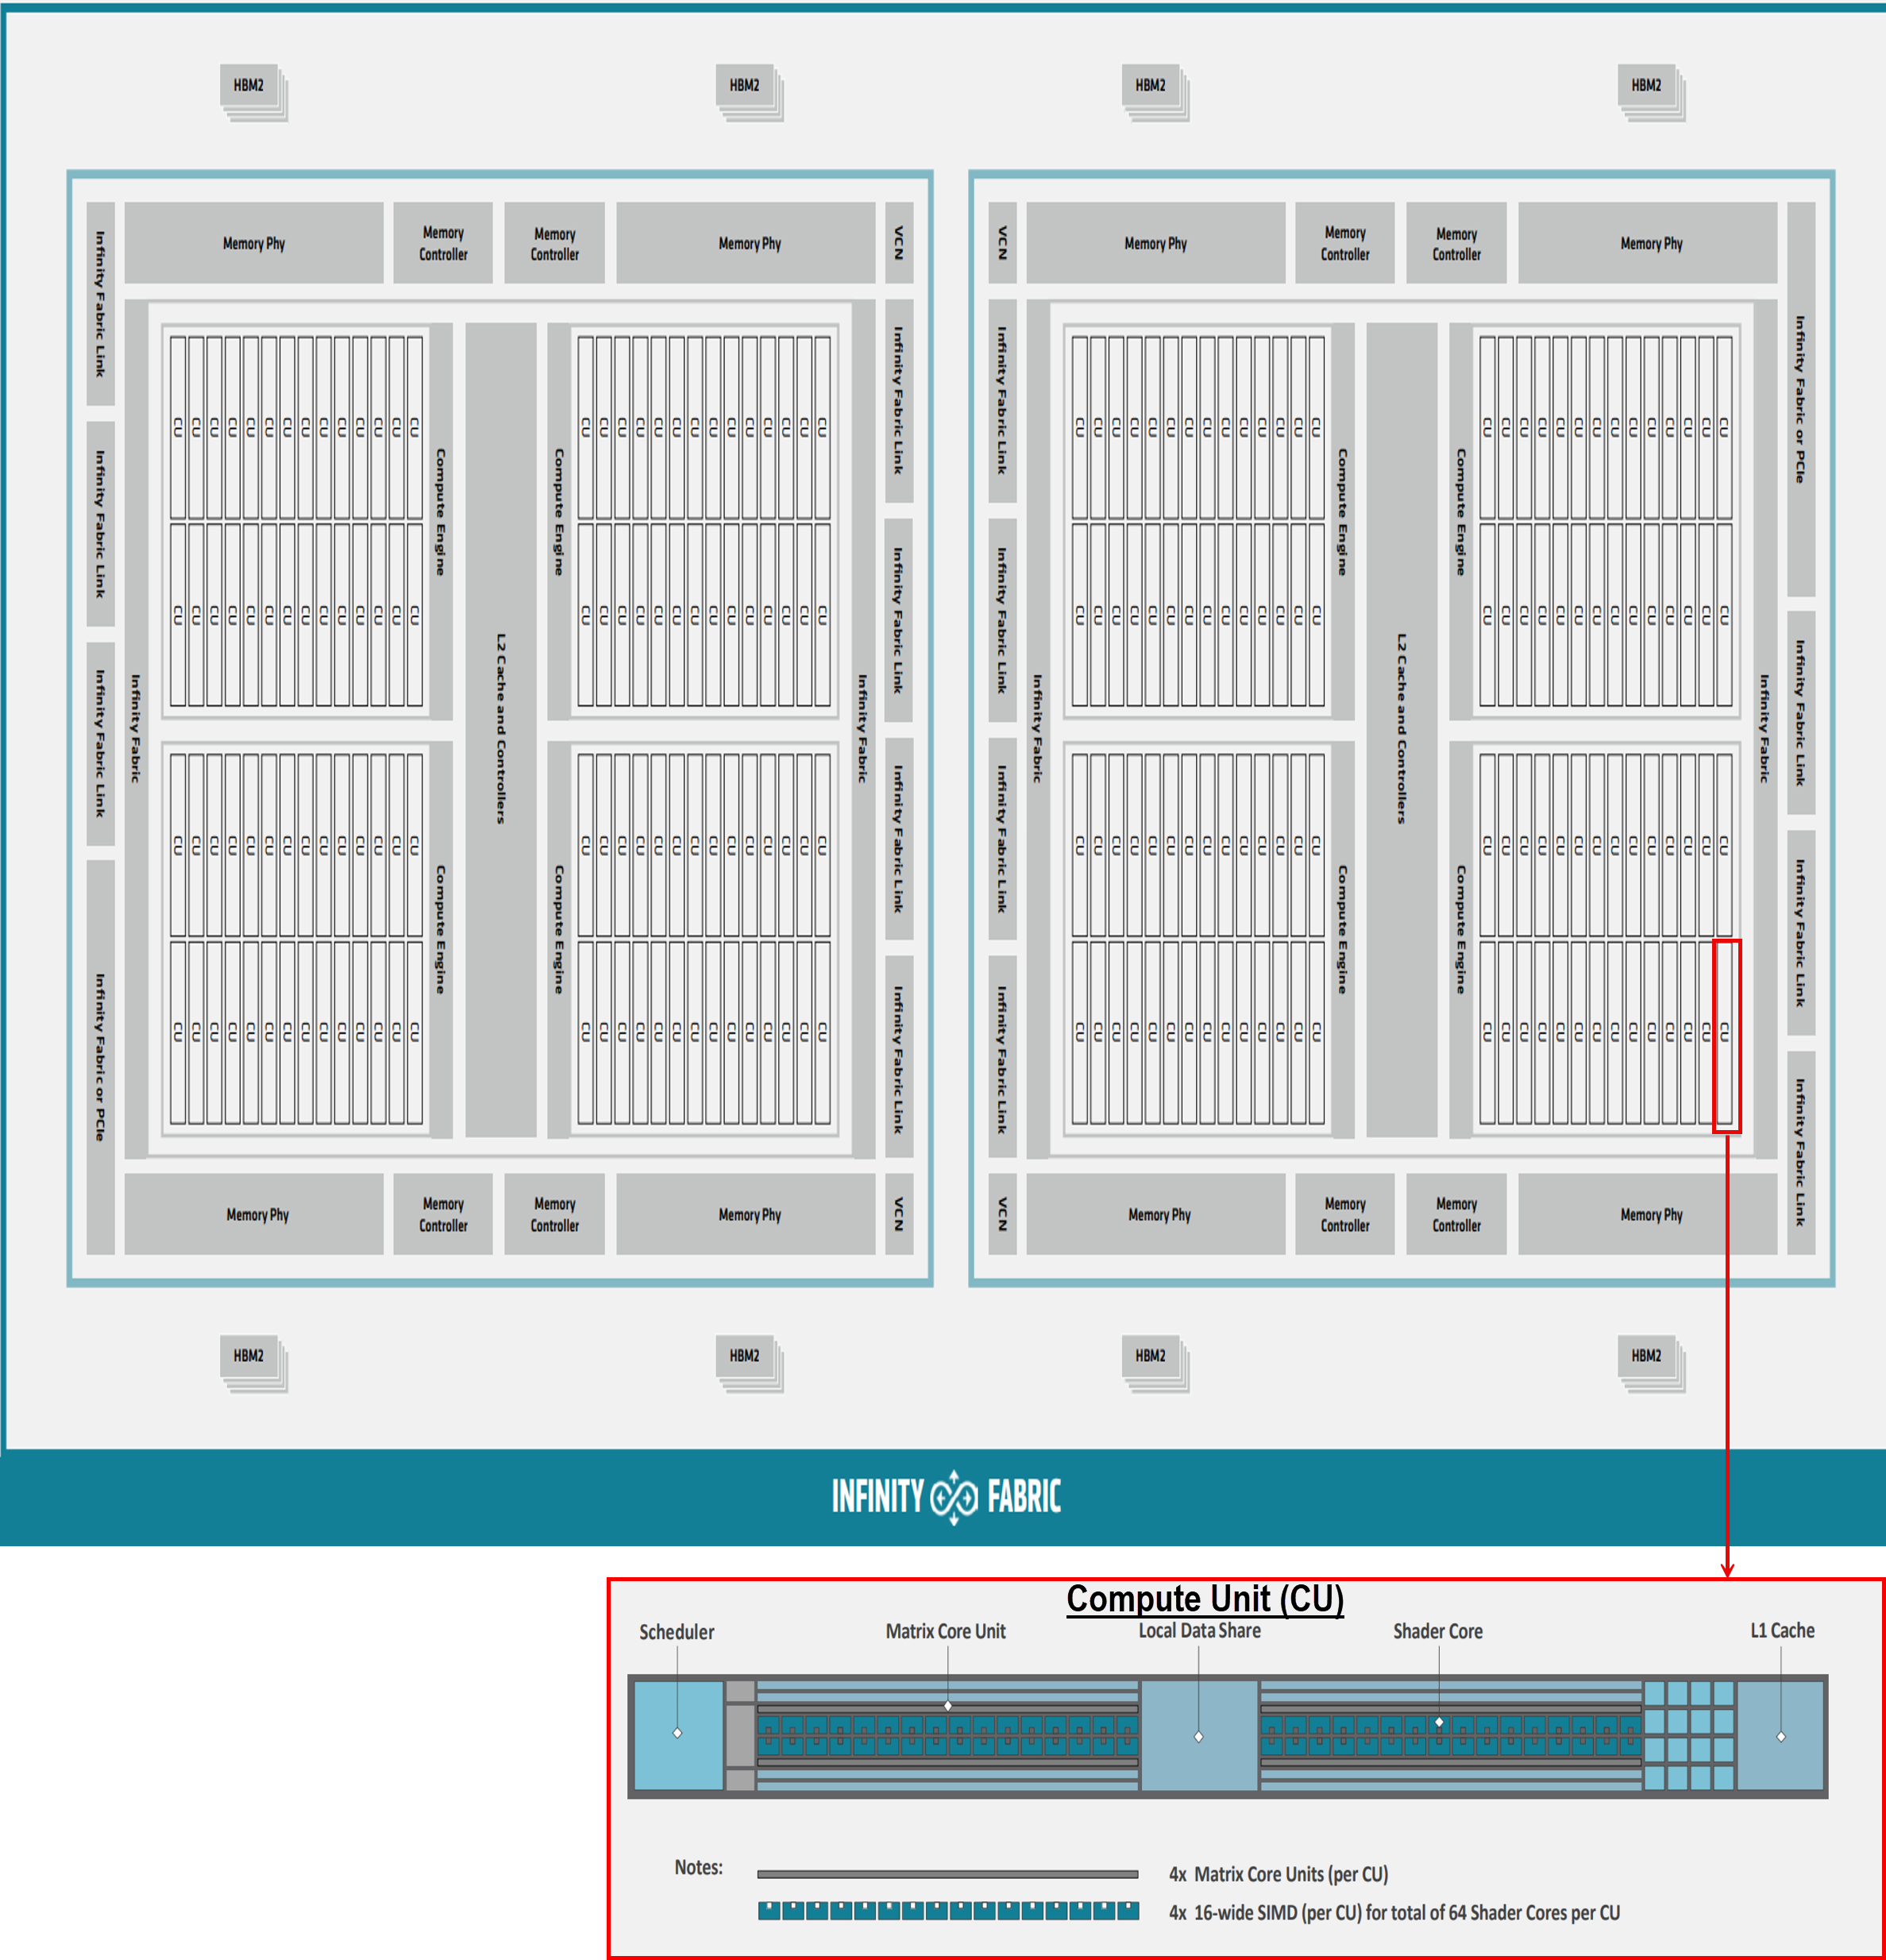 HBM2
HBM2
HBM2
HBM2
Infinity Fabric Link
Infinity Fabric Link
Infinity Fabric Link
Infinity Fabric or PCIe
Memory Phy
Memory
Controller
Memory
Controller
Memory Phy
VCN
Infinity Fabric
CU CU CU CU CU CU CU CU CU CU CU CU CU CU
CU CU CU CU CU CU CU CU CU CU CU CU CU CU
Compute Engine
CU CU CU CU CU CU CU CU CU CU CU CU CU CU
CU CU CU CU CU CU CU CU CU CU CU CU CU CU
Compute Engine
L2 Cache and Controllers
Compute Engine
CU CU CU CU CU CU CU CU CU CU CU CU CU CU
CU CU CU CU CU CU CU CU CU CU CU CU CU CU
Compute Engine
CU CU CU CU CU CU CU CU CU CU CU CU CU CU
CU CU CU CU CU CU CU CU CU CU CU CU CU CU
Infinity Fabric
Infinity Fabric Link
Infinity Fabric Link
Infinity Fabric Link
Infinity Fabric Link
Memory Phy
Memory
Controller
Memory
Controller
Memory Phy
VCN
VCN
Memory Phy
Memory
Controller
Memory
Controller
Memory Phy
Infinity Fabric Link
Infinity Fabric Link
Infinity Fabric Link
Infinity Fabric Link
Infinity Fabric
CU CU CU CU CU CU CU CU CU CU CU CU CU CU
CU CU CU CU CU CU CU CU CU CU CU CU CU CU
Compute Engine
CU CU CU CU CU CU CU CU CU CU CU CU CU CU
CU CU CU CU CU CU CU CU CU CU CU CU CU CU
Compute Engine
L2 Cache and Controllers
Compute Engine
CU CU CU CU CU CU CU CU CU CU CU CU CU CU
CU CU CU CU CU CU CU CU CU CU CU CU CU CU
Compute Engine
CU CU CU CU CU CU CU CU CU CU CU CU CU CU
CU CU CU CU CU CU CU CU CU CU CU CU CU CU
Infinity Fabric
Infinity Fabric or PCIe
Infinity Fabric Link
Infinity Fabric Link
Infinity Fabric Link
VCN
Memory Phy
Memory
Controller
Memory
Controller
Memory Phy
HBM2
HBM2
HBM2
HBM2
INFINITY FABRIC
Compute Unit (CU)
Scheduler
Matrix Core Unit
Local Data Share
Shader Core
L1 Cache
Notes:
4x Matrix Core Units (per CU)
4x 16-wide SIMD (per CU) for total of 64 Shader Cores per CU